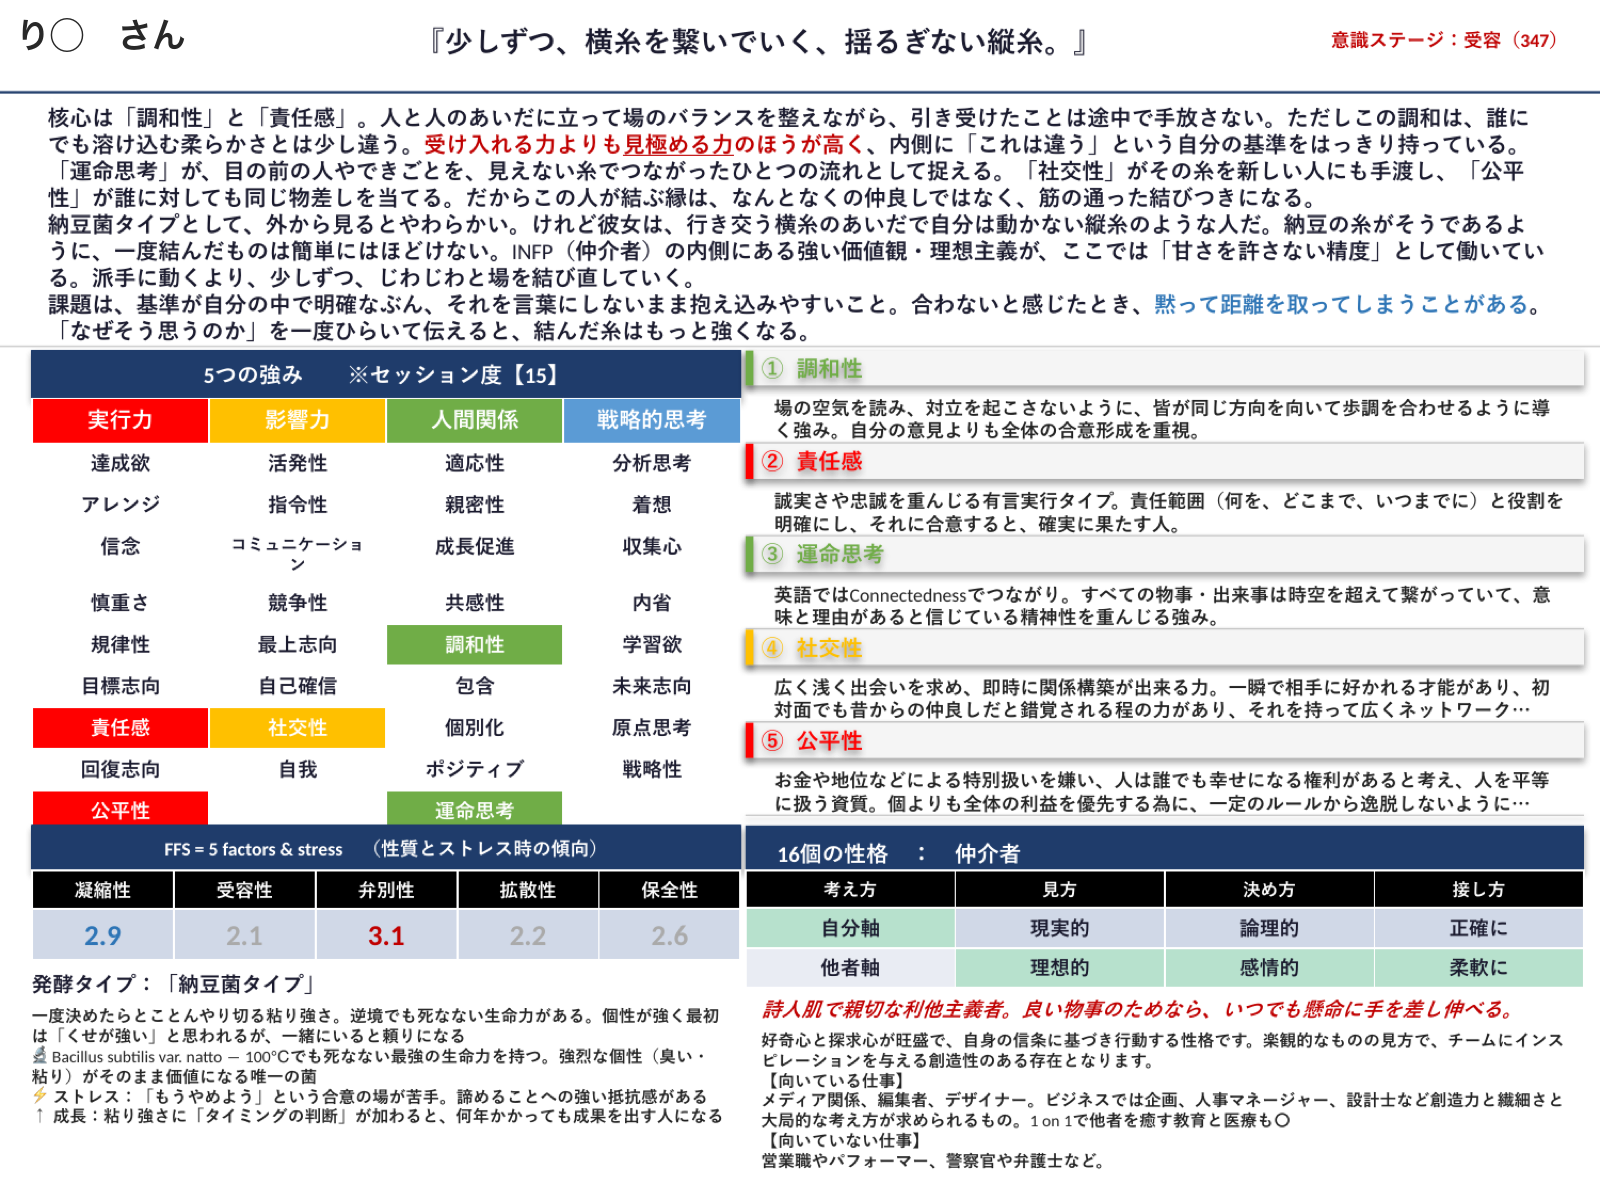 り〇　さん
『少しずつ、横糸を繋いでいく、揺るぎない縦糸。』
意識ステージ：受容（347）
核心は「調和性」と「責任感」。人と人のあいだに立って場のバランスを整えながら、引き受けたことは途中で手放さない。ただしこの調和は、誰に
でも溶け込む柔らかさとは少し違う。受け入れる力よりも見極める力のほうが高く、内側に「これは違う」という自分の基準をはっきり持っている。
「運命思考」が、目の前の人やできごとを、見えない糸でつながったひとつの流れとして捉える。「社交性」がその糸を新しい人にも手渡し、「公平
性」が誰に対しても同じ物差しを当てる。だからこの人が結ぶ縁は、なんとなくの仲良しではなく、筋の通った結びつきになる。
納豆菌タイプとして、外から見るとやわらかい。けれど彼女は、行き交う横糸のあいだで自分は動かない縦糸のような人だ。納豆の糸がそうであるよ
うに、一度結んだものは簡単にはほどけない。INFP（仲介者）の内側にある強い価値観・理想主義が、ここでは「甘さを許さない精度」として働いてい
る。派手に動くより、少しずつ、じわじわと場を結び直していく。
課題は、基準が自分の中で明確なぶん、それを言葉にしないまま抱え込みやすいこと。合わないと感じたとき、黙って距離を取ってしまうことがある。
「なぜそう思うのか」を一度ひらいて伝えると、結んだ糸はもっと強くなる。
5つの強み　　※セッション度【15】
実行力 影響力 人間関係 戦略的思考
達成欲 活発性 適応性 分析思考
アレンジ 指令性 親密性 着想
信念 コミュニケーショ
ン 成長促進 収集心
慎重さ 競争性 共感性 内省
規律性 最上志向 調和性 学習欲
目標志向 自己確信 包含 未来志向
責任感 社交性 個別化 原点思考
回復志向 自我 ポジティブ 戦略性
公平性 運命思考
① 調和性
場の空気を読み、対立を起こさないように、皆が同じ方向を向いて歩調を合わせるように導
く強み。自分の意見よりも全体の合意形成を重視。
② 責任感
誠実さや忠誠を重んじる有言実行タイプ。責任範囲（何を、どこまで、いつまでに）と役割を
明確にし、それに合意すると、確実に果たす人。
③ 運命思考
英語ではConnectednessでつながり。すべての物事・出来事は時空を超えて繋がっていて、意
味と理由があると信じている精神性を重んじる強み。
④ 社交性
広く浅く出会いを求め、即時に関係構築が出来る力。一瞬で相手に好かれる才能があり、初
対面でも昔からの仲良しだと錯覚される程の力があり、それを持って広くネットワーク…
⑤ 公平性
お金や地位などによる特別扱いを嫌い、人は誰でも幸せになる権利があると考え、人を平等
に扱う資質。個よりも全体の利益を優先する為に、一定のルールから逸脱しないように…
FFS = 5 factors & stress　（性質とストレス時の傾向）
凝縮性 受容性 弁別性 拡散性 保全性
2.9 2.1 3.1 2.2 2.6
発酵タイプ：「納豆菌タイプ」
一度決めたらとことんやり切る粘り強さ。逆境でも死なない生命力がある。個性が強く最初
は「くせが強い」と思われるが、一緒にいると頼りになる
🔬 Bacillus subtilis var. natto — 100℃でも死なない最強の生命力を持つ。強烈な個性（臭い・
粘り）がそのまま価値になる唯一の菌
⚡ ストレス：「もうやめよう」という合意の場が苦手。諦めることへの強い抵抗感がある
↑ 成長：粘り強さに「タイミングの判断」が加わると、何年かかっても成果を出す人になる
16個の性格　：　仲介者
考え方 見方 決め方 接し方
自分軸 現実的 論理的 正確に
他者軸 理想的 感情的 柔軟に
詩人肌で親切な利他主義者。良い物事のためなら、いつでも懸命に手を差し伸べる。
好奇心と探求心が旺盛で、自身の信条に基づき行動する性格です。楽観的なものの見方で、チームにインス
ピレーションを与える創造性のある存在となります。
【向いている仕事】
メディア関係、編集者、デザイナー。ビジネスでは企画、人事マネージャー、設計士など創造力と繊細さと
大局的な考え方が求められるもの。1 on 1で他者を癒す教育と医療も〇
【向いていない仕事】
営業職やパフォーマー、警察官や弁護士など。